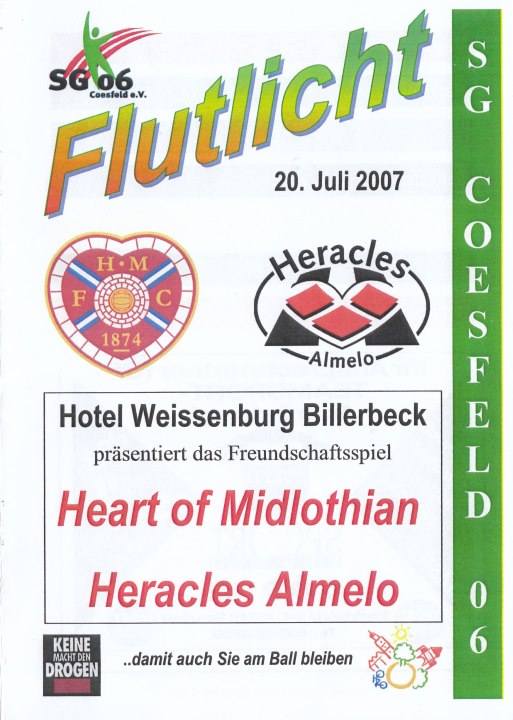 SG 06
Coesfeld e.V.
Flutlicht
20. Juli 2007
H·M
F C
1874
Heracles
Almelo
Hotel Weissenburg Billerbeck
präsentiert das Freundschaftsspiel
Heart of Midlothian
Heracles Almelo
KEINE
MACHT DEN
DROGEN
..damit auch Sie am Ball bleiben
SG COESFELD 06